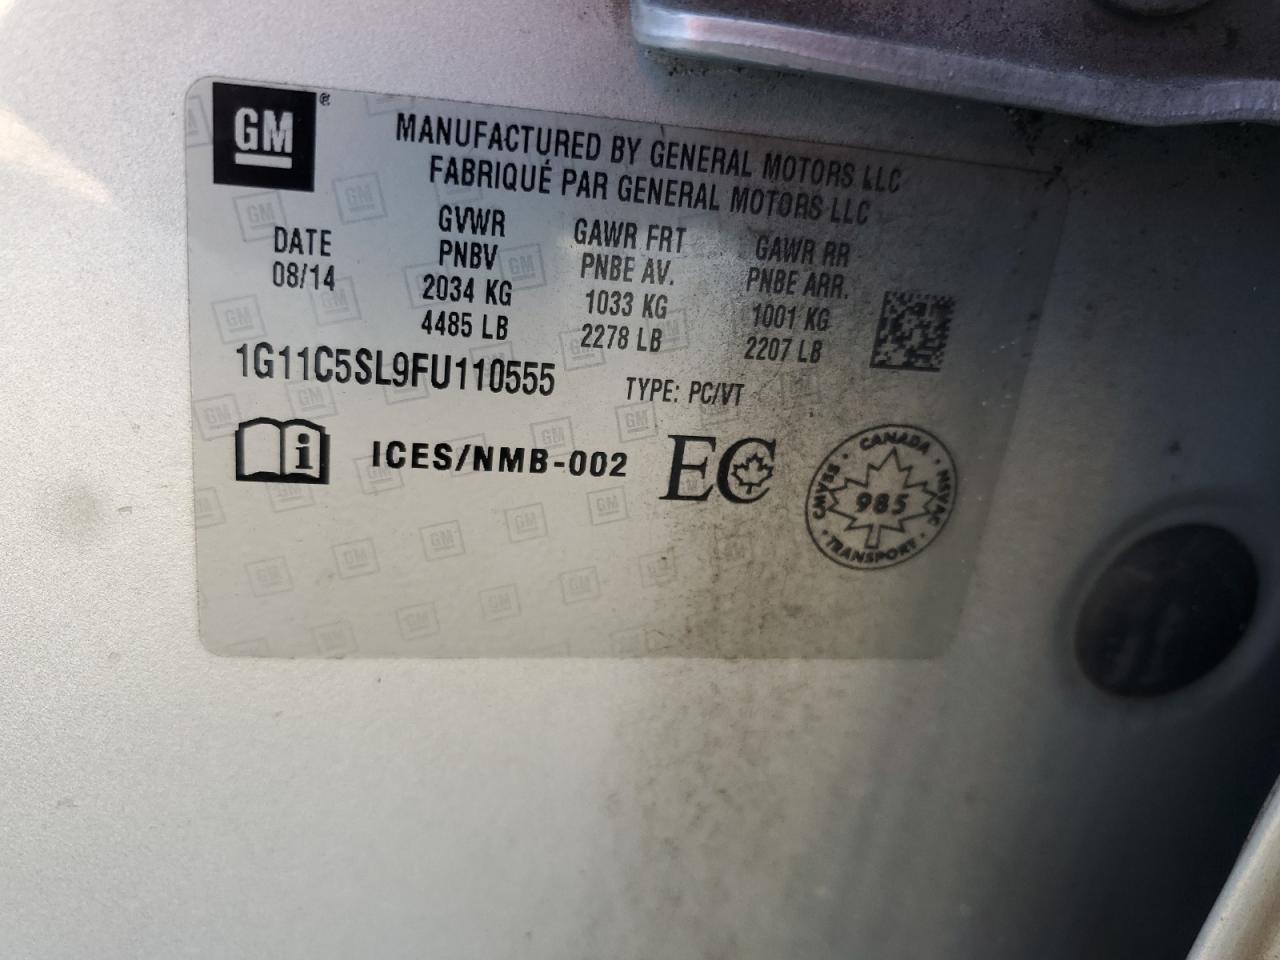 GM®
MANUFACTURED BY GENERAL MOTORS LLC
FABRIQUÉ PAR GENERAL MOTORS LLC
DATE
08/14
GVWR
PNBV
2034 KG
4485 LB
GAWR FRT
PNBE AV.
1033 KG
2278 LB
GAWR RR
PNBE ARR.
1001 KG
2207 LB
1G11C5SL9FU110555
TYPE: PC/VT
i
ICES/NMB-002
EC
CANADA
CMVSS
NSVAC
985
TRANSPORT